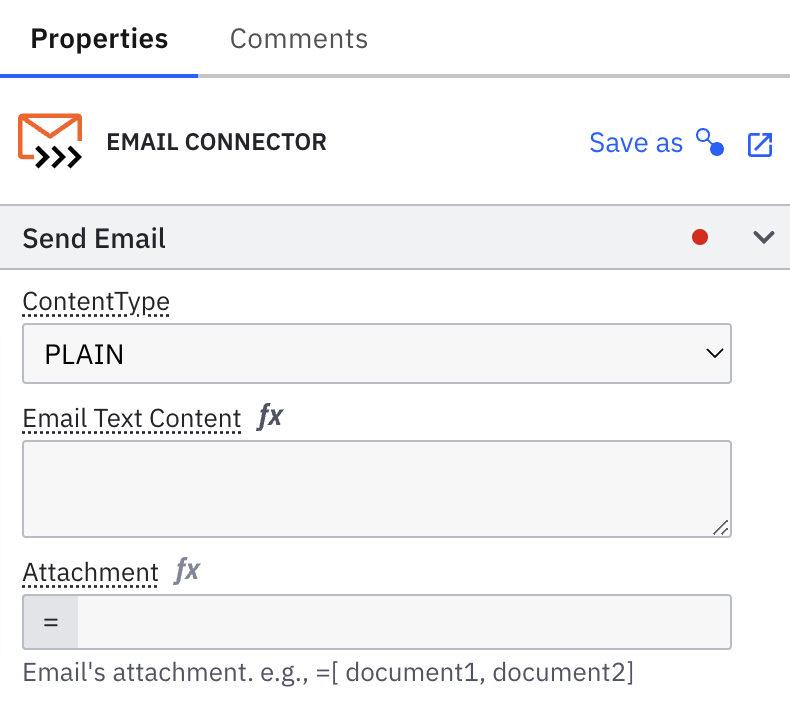 Properties Comments
EMAIL CONNECTOR Save as
Send Email
ContentType
PLAIN
Email Text Content fx
Attachment fx
=
Email's attachment. e.g., =[ document1, document2]